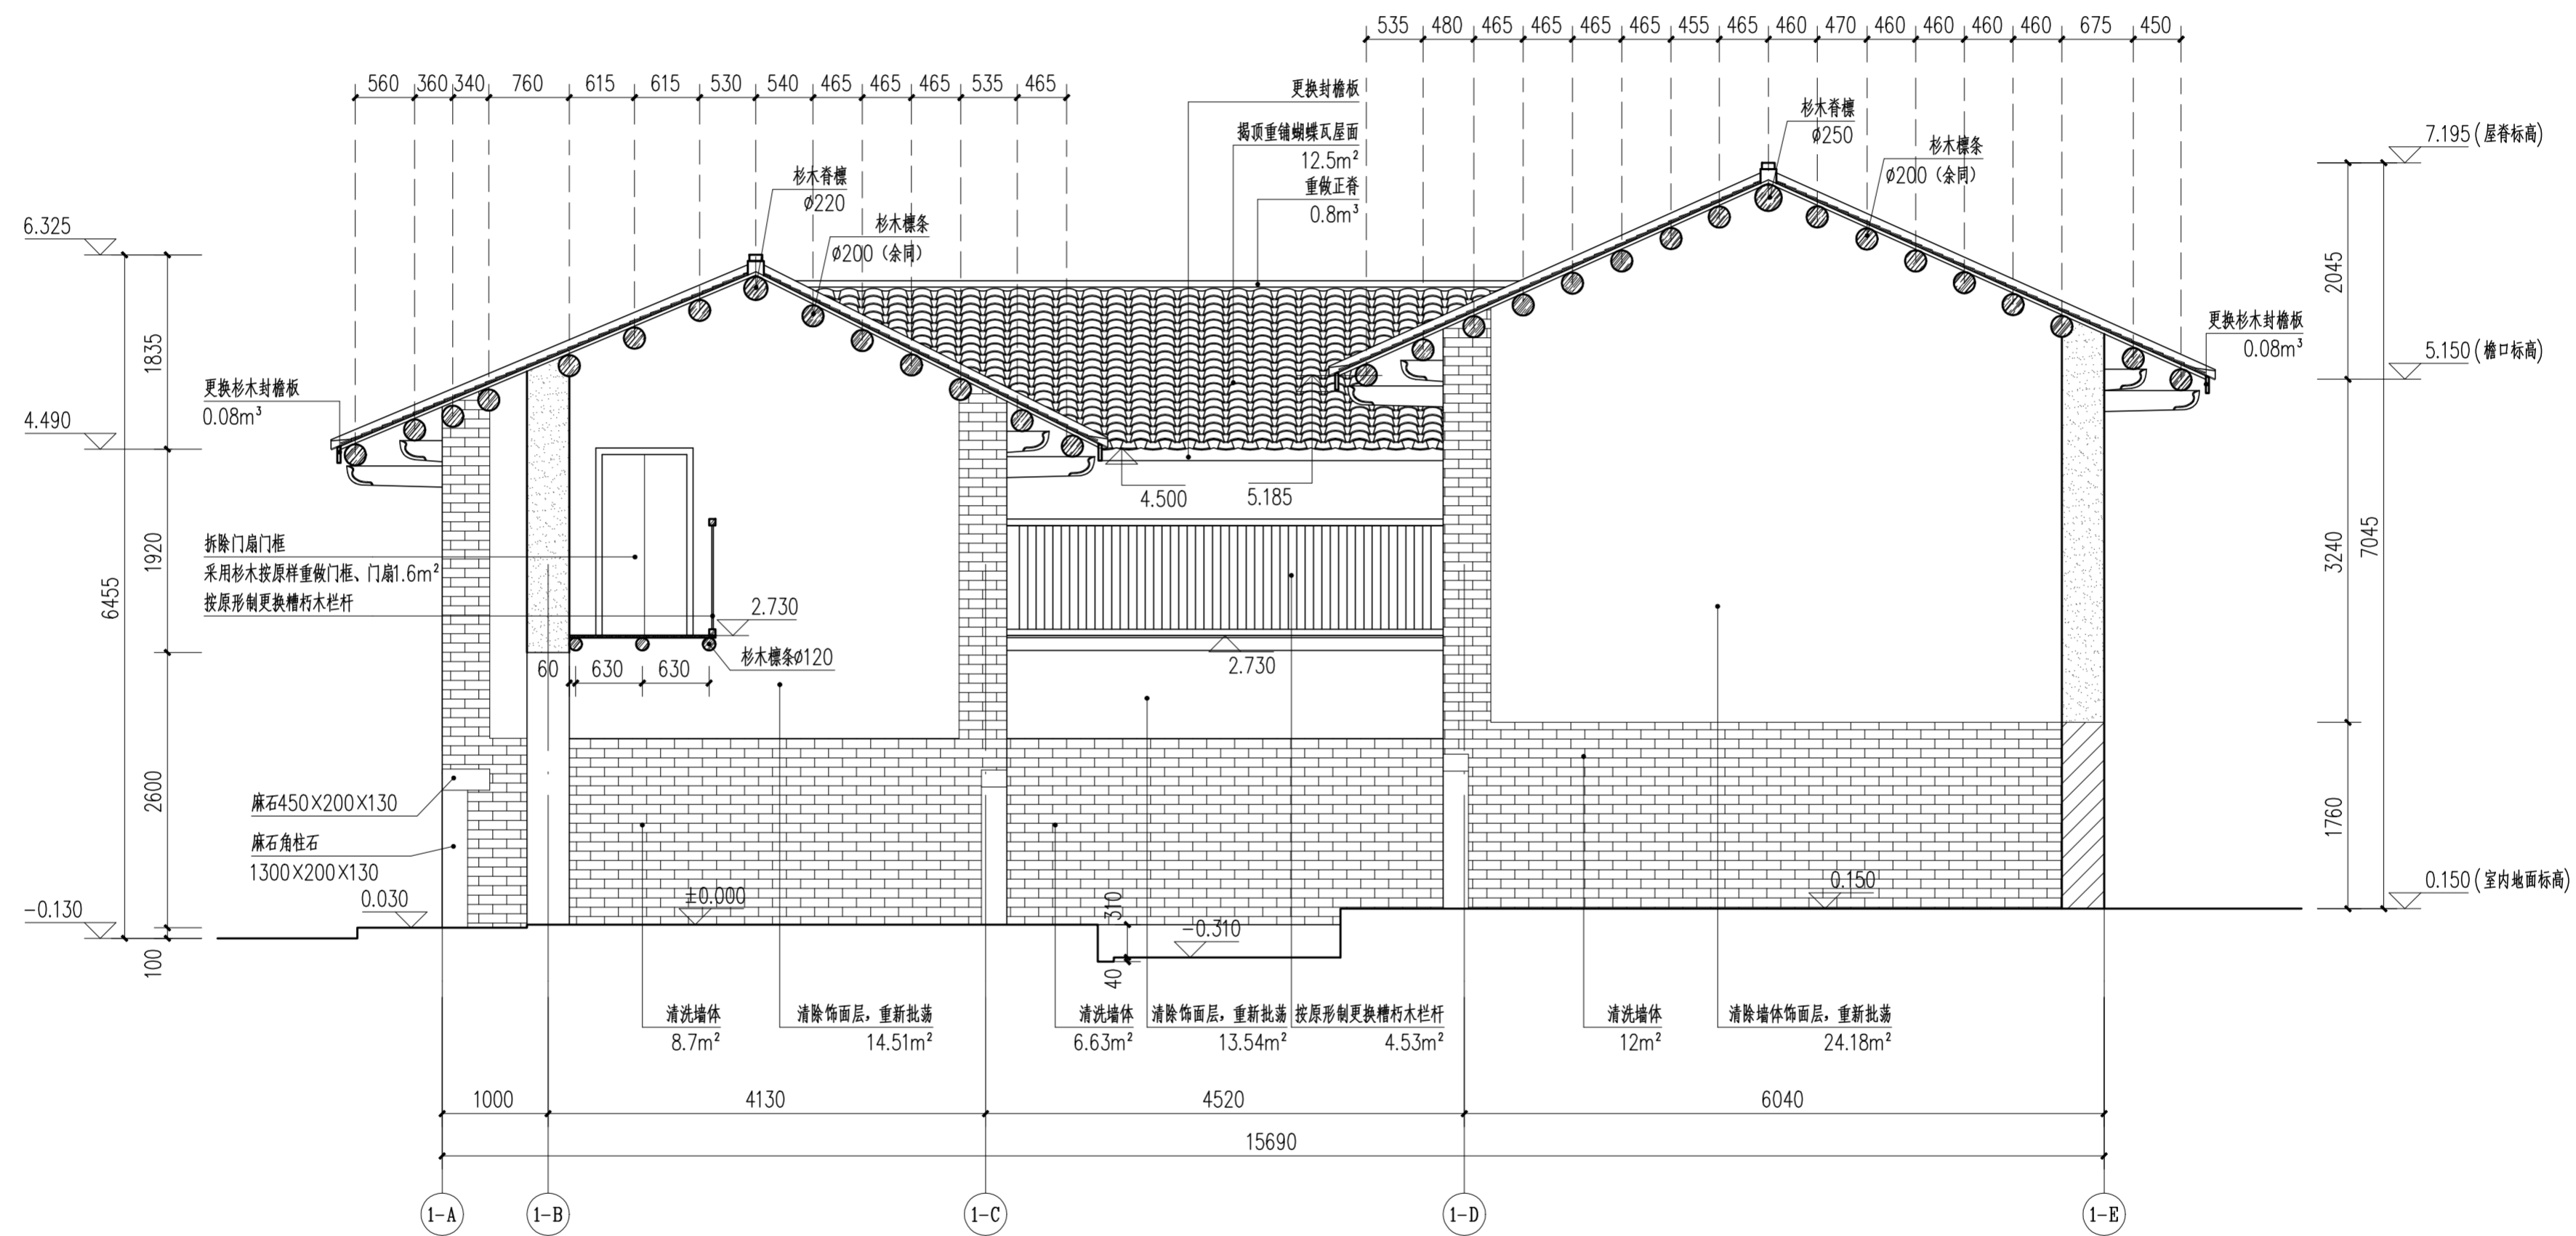 535 480 465 465 465 465 455 465 460 470 460 460 460 460 675 450
560 360 340 760 615 615 530 540 465 465 465 535 465
更换封檐板
揭顶重铺蝴蝶瓦屋面
12.5m²
重做正脊
0.8m³
杉木脊檩
ø250
杉木檩条
ø200（余同）
7.195（屋脊标高）
杉木脊檩
ø220
杉木檩条
ø200（余同）
6.325
1835
2045
更换杉木封檐板
0.08m³
5.150（檐口标高）
更换杉木封檐板
0.08m³
4.490
4.500
5.185
拆除门扇门框
采用杉木按原样重做门框、门扇1.6m²
按原形制更换糟朽木栏杆
1920
6455
3240
7045
2.730
杉木檩条ø120
60 630 630
2.730
2600
1760
麻石450×200×130
麻石角柱石
1300×200×130
0.030
±0.000
310
0.150
0.150（室内地面标高）
-0.130
-0.310
100
40
清洗墙体
8.7m²
清除饰面层，重新批荡
14.51m²
清洗墙体
6.63m²
清除饰面层，重新批荡
13.54m²
按原形制更换糟朽木栏杆
4.53m²
清洗墙体
12m²
清除墙体饰面层，重新批荡
24.18m²
1000 4130 4520 6040
15690
1-A 1-B 1-C 1-D 1-E